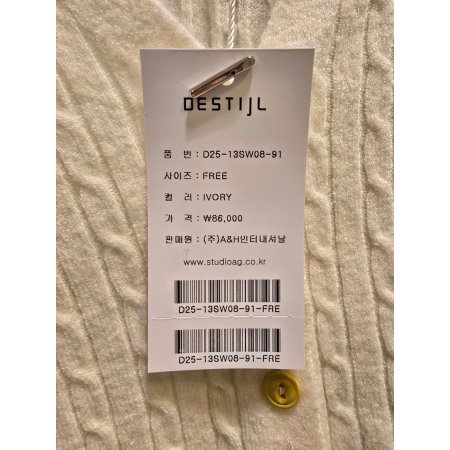 DESTIJL
품 번 : D25-13SW08-91
사이즈 : FREE
컬 러 : IVORY
가 격 : ₩86,000
판매원 : (주)A&H인터내셔날
www.studioag.co.kr
D25-13SW08-91-FRE
D25-13SW08-91-FRE